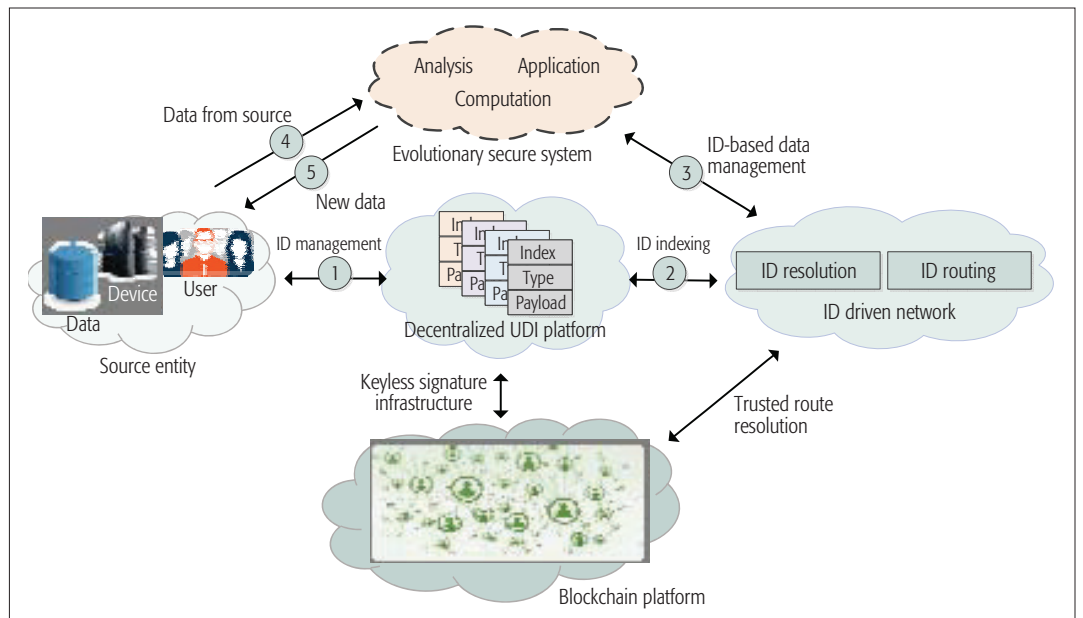 Analysis
Application
Computation
Evolutionary secure system
Data from source
4
5
New data
3
ID-based data
management
Device
User
Data
Source entity
ID management
1
Index
Type
Payload
Decentralized UDI platform
ID indexing
2
ID resolution
ID routing
ID driven network
Keyless signature
infrastructure
Trusted route
resolution
Blockchain platform